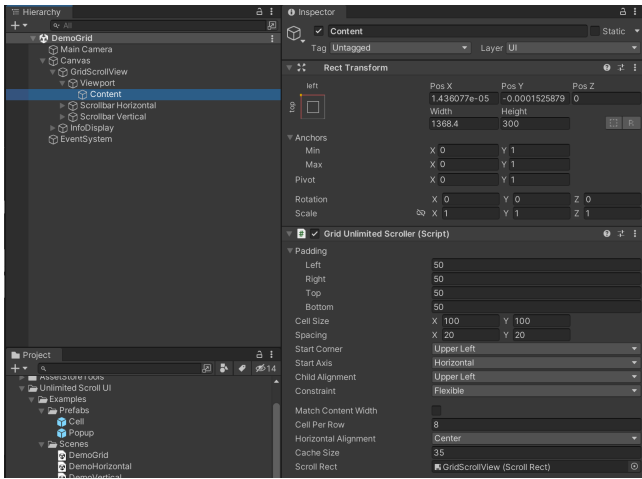 Hierarchy
All
DemoGrid
Main Camera
Canvas
GridScrollView
Viewport
Content
Scrollbar Horizontal
Scrollbar Vertical
InfoDisplay
EventSystem
Project
14
AssetStoreTools
Unlimited Scroll UI
Examples
Prefabs
Cell
Popup
Scenes
DemoGrid
DemoHorizontal
DemoVertical
Inspector
Content Static
Tag Untagged Layer UI
Rect Transform
left Pos X Pos Y Pos Z
top 1.436077e-05 -0.0001525879 0
Width Height
1368.4 300 R
Anchors
Min X 0 Y 1
Max X 0 Y 1
Pivot X 0 Y 1
Rotation X 0 Y 0 Z 0
Scale X 1 Y 1 Z 1
# Grid Unlimited Scroller (Script)
Padding
Left 50
Right 50
Top 50
Bottom 50
Cell Size X 100 Y 100
Spacing X 20 Y 20
Start Corner Upper Left
Start Axis Horizontal
Child Alignment Upper Left
Constraint Flexible
Match Content Width
Cell Per Row 8
Horizontal Alignment Center
Cache Size 35
Scroll Rect GridScrollView (Scroll Rect)